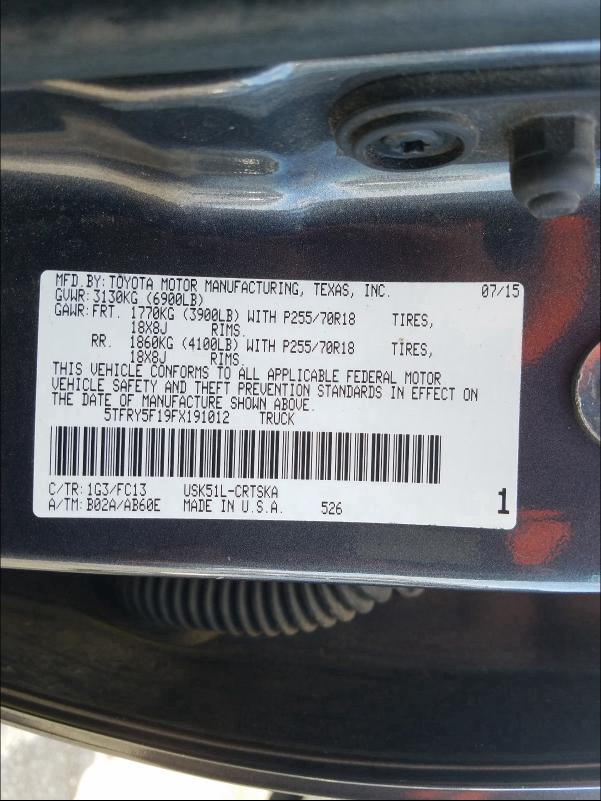 MFD.BY: TOYOTA MOTOR MANUFACTURING, TEXAS, INC. 07/15
GVWR:3130KG (6900LB)
GAWR:FRT. 1770KG (3900LB) WITH P255/70R18 TIRES,
18X8J RIMS.
RR. 1860KG (4100LB) WITH P255/70R18 TIRES,
18X8J RIMS.
THIS VEHICLE CONFORMS TO ALL APPLICABLE FEDERAL MOTOR
VEHICLE SAFETY AND THEFT PREVENTION STANDARDS IN EFFECT ON
THE DATE OF MANUFACTURE SHOWN ABOVE.
5TFRY5F19FX191012 TRUCK
C/TR: 1G3/FC13 USK51L-CRTSKA
A/TM: B02A/AB60E MADE IN U.S.A. 526 1